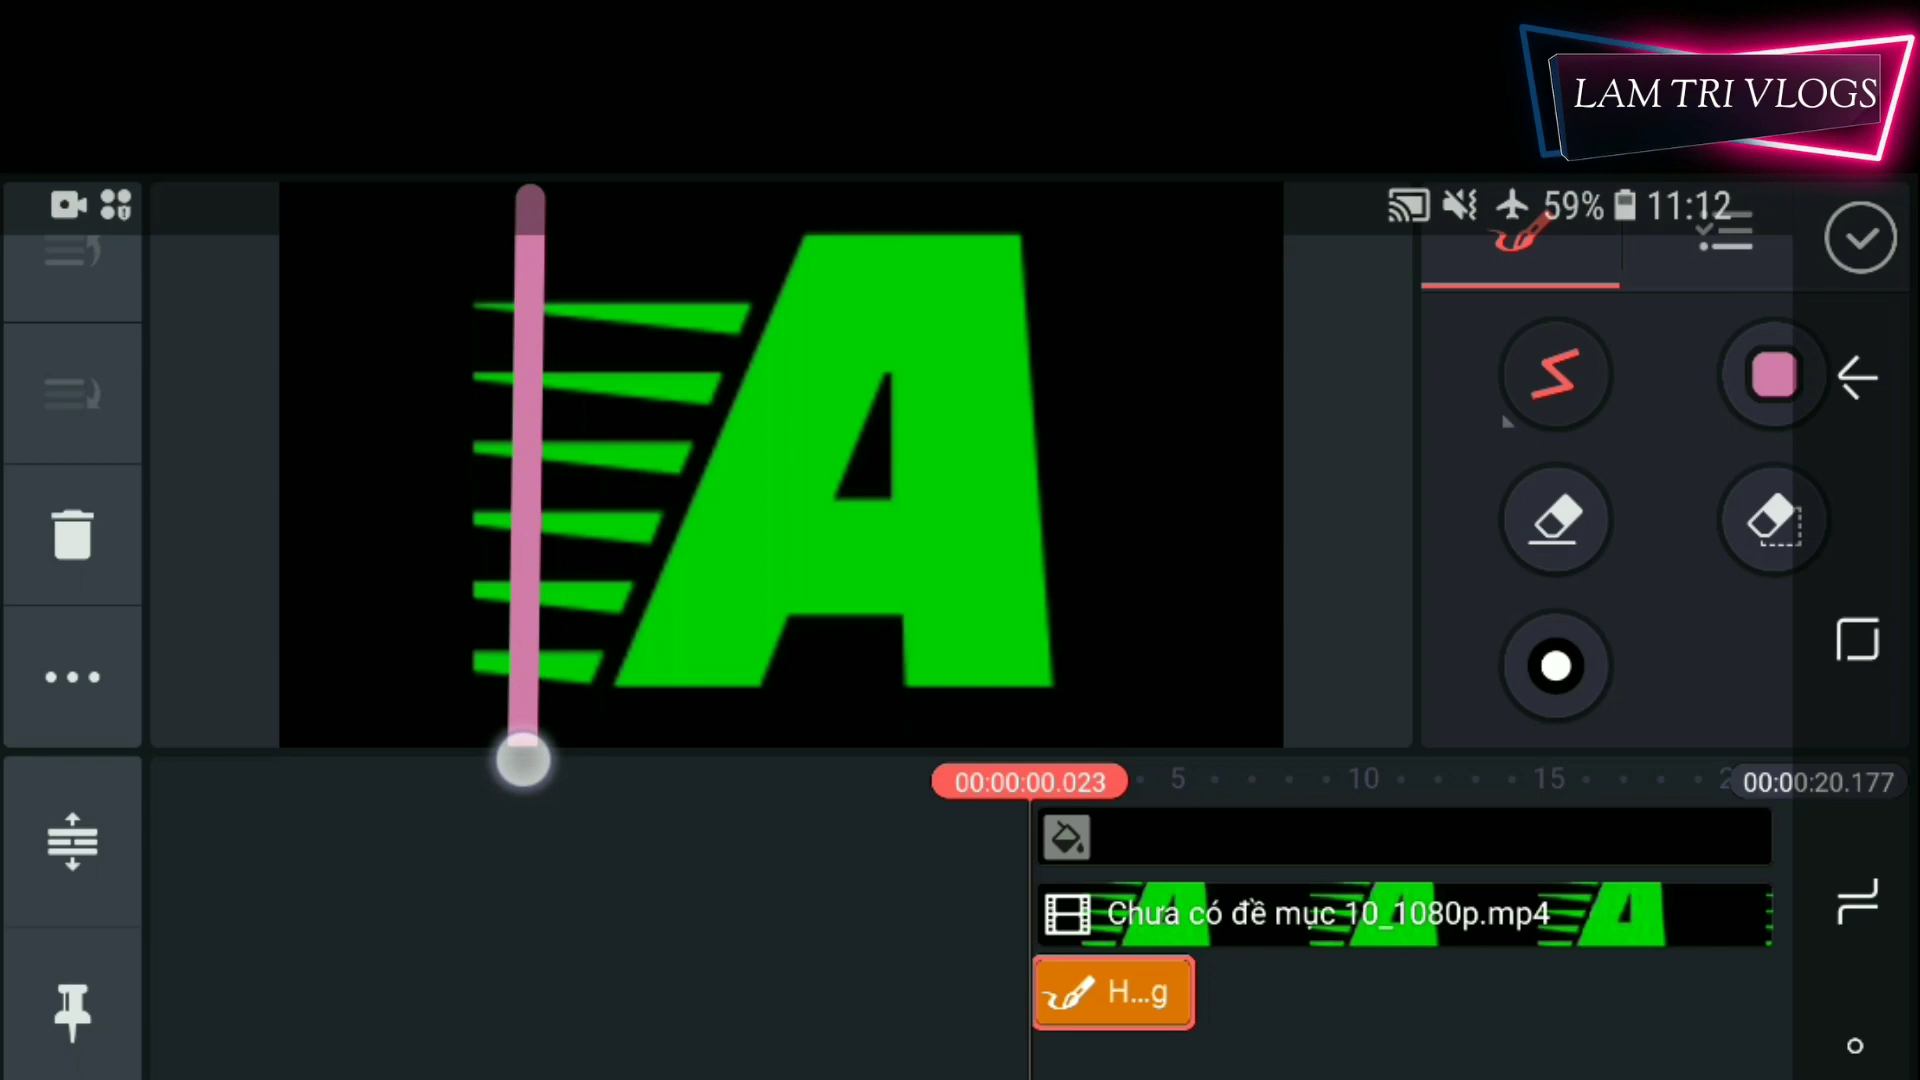 LAM TRI VLOGS
59% 11:12
A
00:00:00.023 5 10 15 2 00:00:20.177
Chưa có đề mục 10_1080p.mp4
H...g